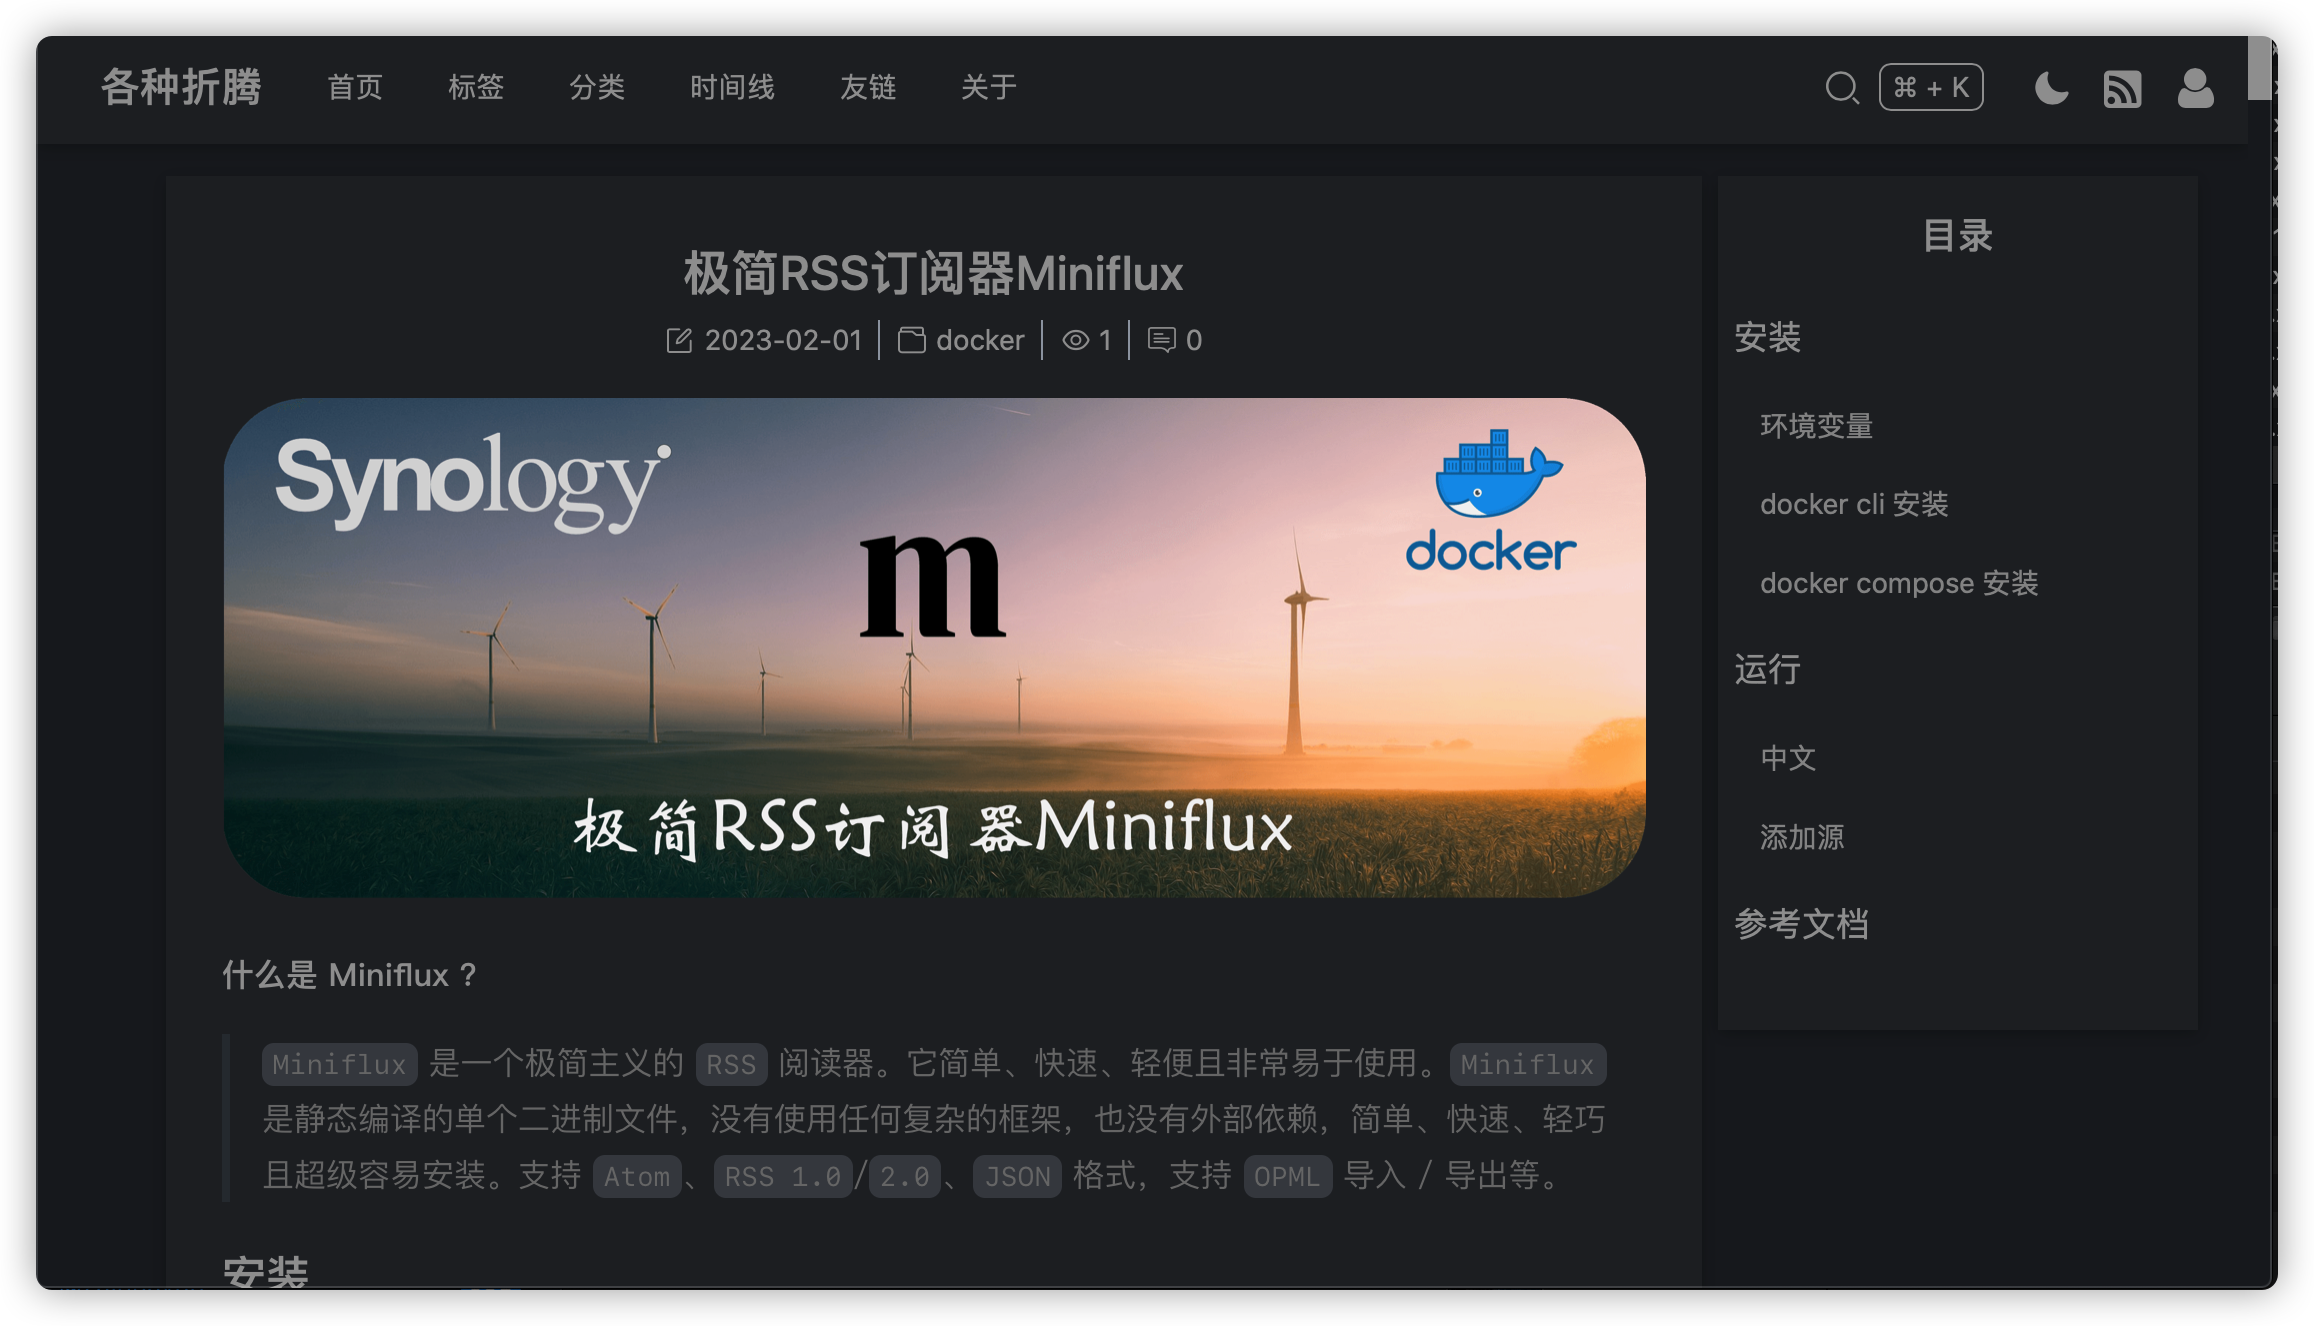 各种折腾 首页 标签 分类 时间线 友链 关于 ⌘ + K
极简RSS订阅器Miniflux
2023-02-01 docker 1 0
Synology
docker
m
极简RSS订阅器Miniflux
什么是 Miniflux ?
Miniflux 是一个极简主义的 RSS 阅读器。它简单、快速、轻便且非常易于使用。Miniflux
是静态编译的单个二进制文件，没有使用任何复杂的框架，也没有外部依赖，简单、快速、轻巧
且超级容易安装。支持 Atom、RSS 1.0/2.0、JSON 格式，支持 OPML 导入 / 导出等。
安装
目录
安装
环境变量
docker cli 安装
docker compose 安装
运行
中文
添加源
参考文档